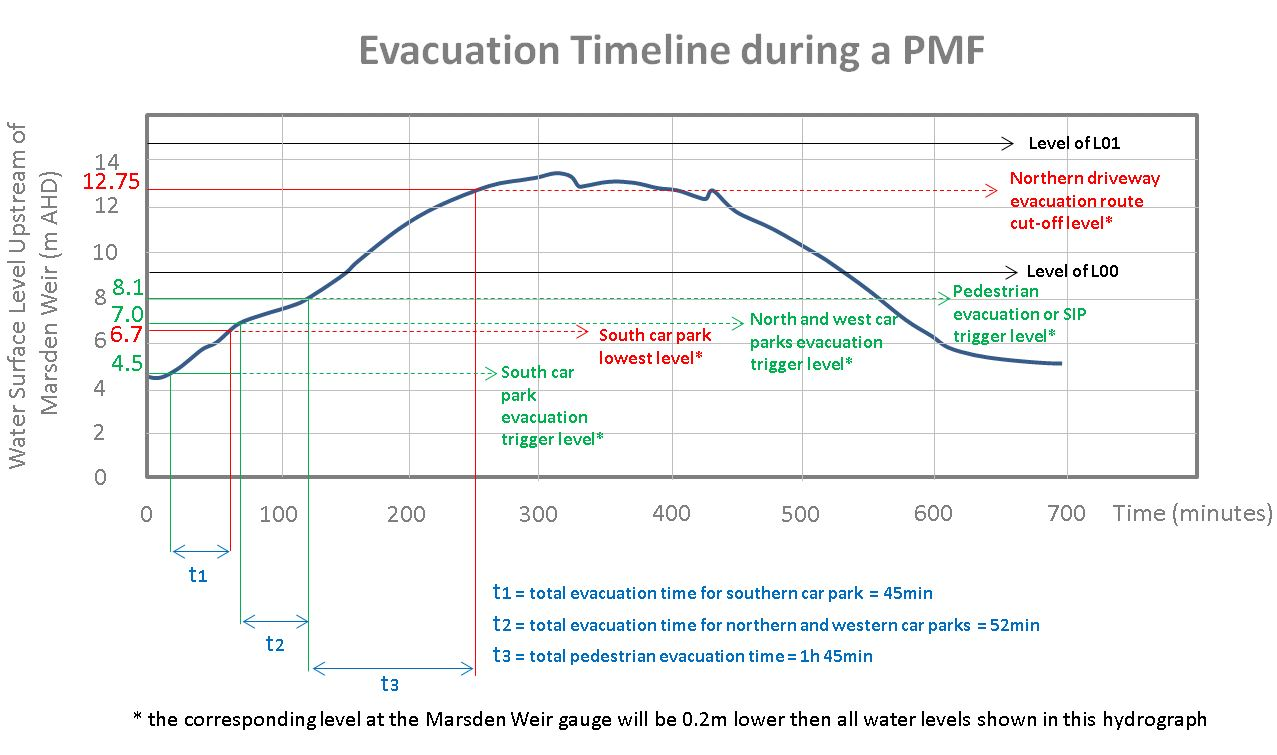 Evacuation Timeline during a PMF
Water Surface Level Upstream of
Marsden Weir (m AHD)
14
12.75
12
10
8.1
8
7.0
6.7
6
4.5
4
2
0
Level of L01
Northern driveway
evacuation route
cut-off level*
Level of L00
Pedestrian
evacuation or SIP
trigger level*
North and west car
parks evacuation
trigger level*
South car park
lowest level*
South car
park
evacuation
trigger level*
0 100 200 300 400 500 600 700 Time (minutes)
t1
t2
t3
t1 = total evacuation time for southern car park = 45min
t2 = total evacuation time for northern and western car parks = 52min
t3 = total pedestrian evacuation time = 1h 45min
* the corresponding level at the Marsden Weir gauge will be 0.2m lower then all water levels shown in this hydrograph